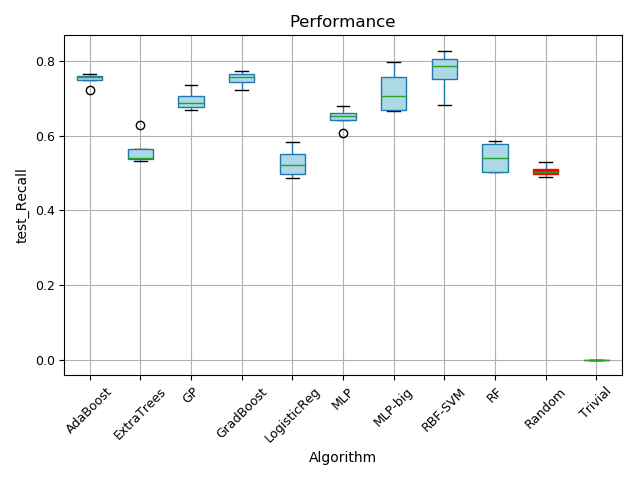 Performance
test_Recall
0.8
0.6
0.4
0.2
0.0
AdaBoost
ExtraTrees
GP
GradBoost
LogisticReg
MLP
MLP-big
RBF-SVM
RF
Random
Trivial
Algorithm